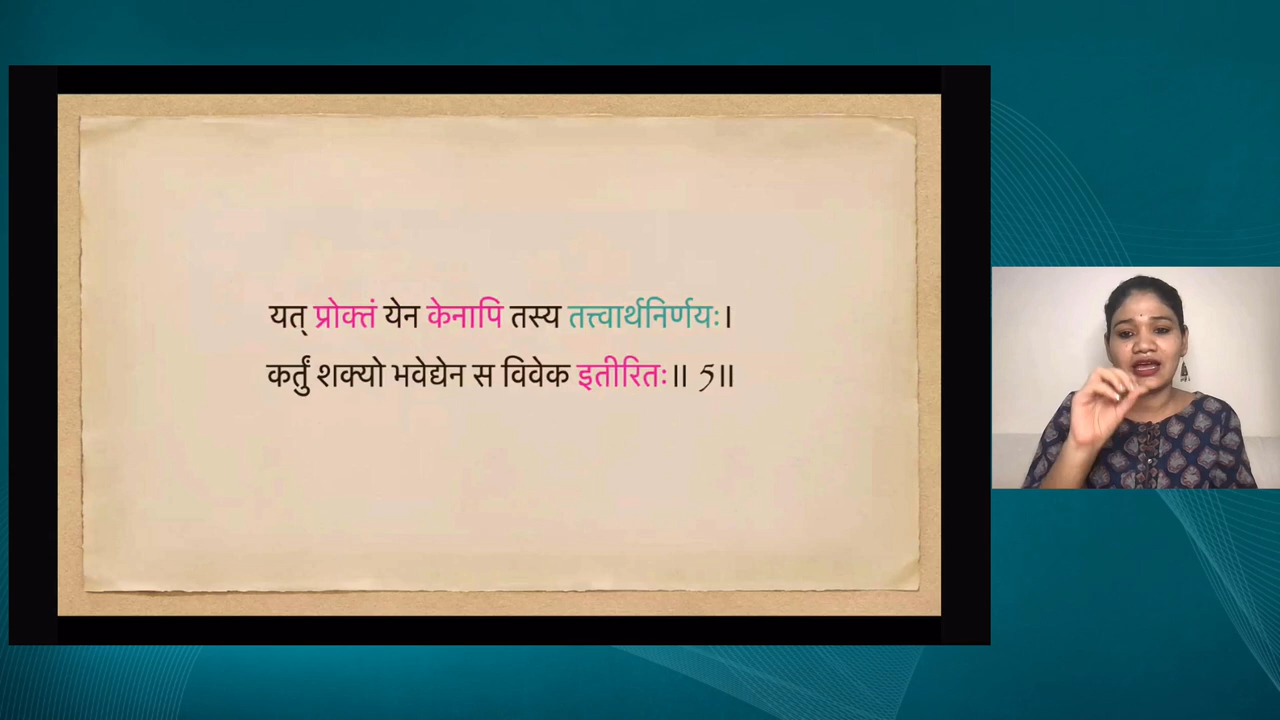 यत् प्रोक्तं येन केनापि तस्य तत्त्वार्थनिर्णयः।
कर्तुं शक्यो भवेद्येन स विवेक इतीरितः॥ 5॥